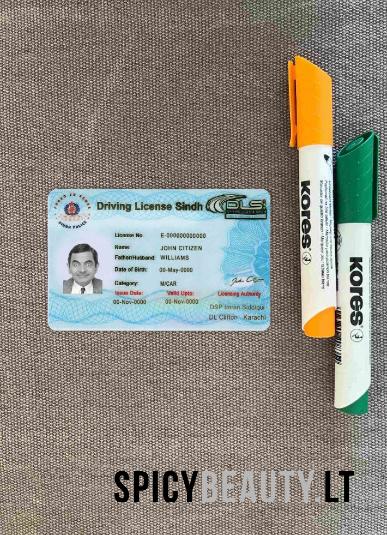 Driving License Sindh DLS
SINDH POLICE
License No. E-000000000000
Name: JOHN CITIZEN
Father/Husband: WILLIAMS
Date of Birth: 00-May-0000
Category: M/CAR
Issue Date: Valid Upto: Licensing Authority
00-Nov-0000 00-Nov-0000
DSP Imran Siddiqui
DL Clifton , Karachi
kores
kores
SPICYBEAUTY.LT